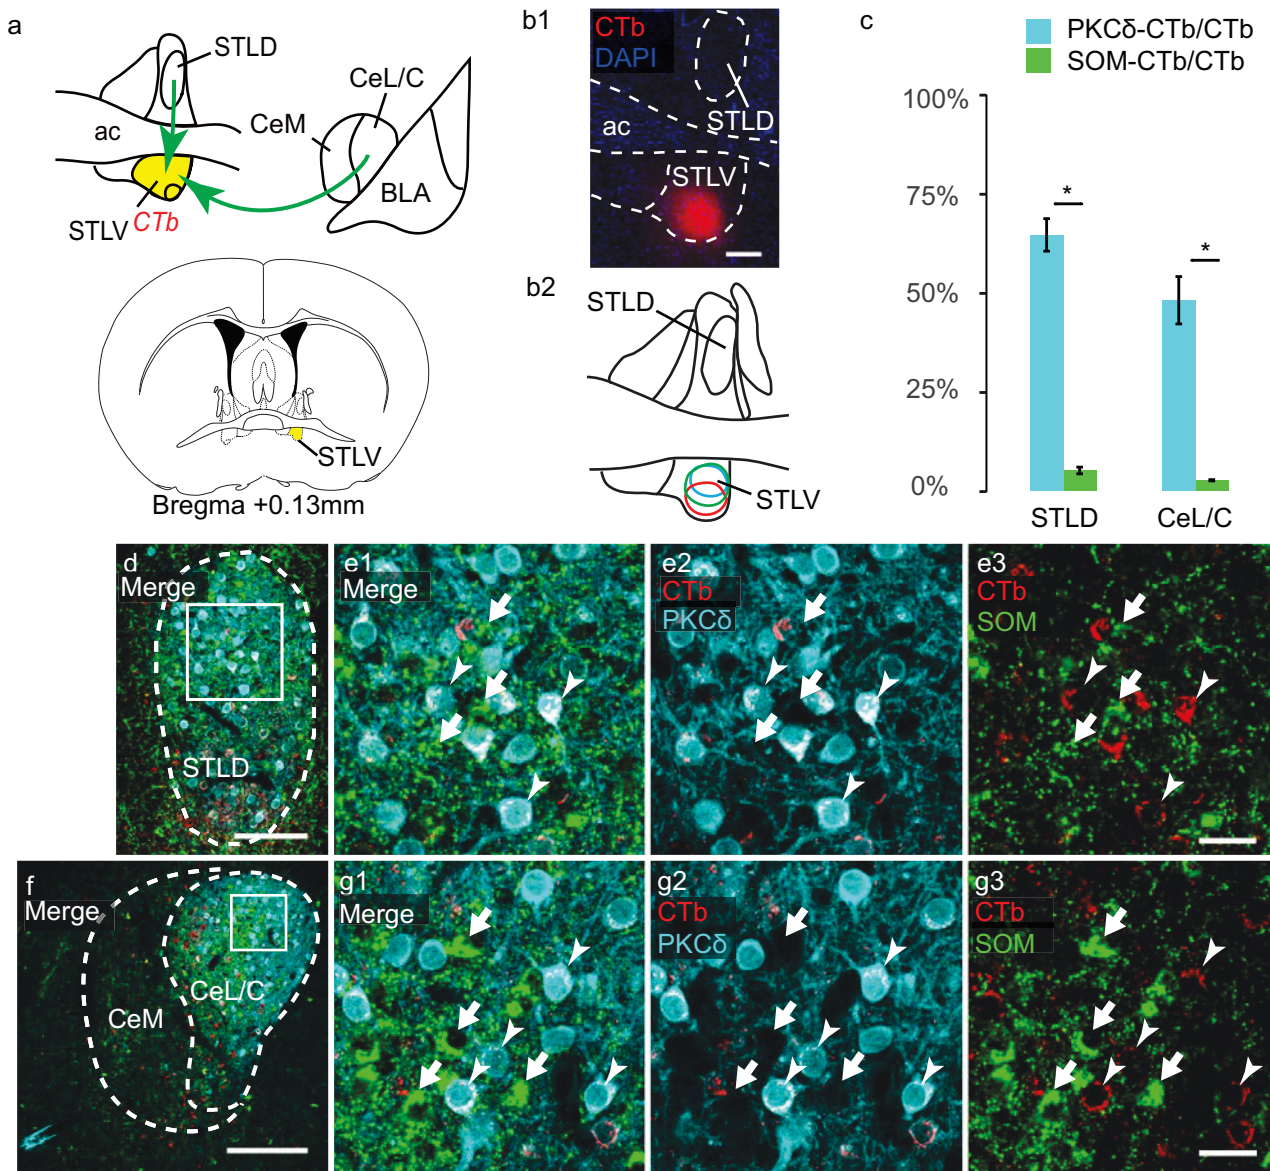 a
STLD
CeL/C
CeM
ac
BLA
STLV
CTb
STLV
Bregma +0.13mm
b1
CTb
DAPI
STLD
ac
STLV
b2
STLD
STLV
c
PKCδ-CTb/CTb
SOM-CTb/CTb
100%
75%
50%
25%
0%
*
*
STLD
CeL/C
d
Merge
STLD
e1
Merge
e2
CTb
PKCδ
e3
CTb
SOM
f
Merge
CeL/C
CeM
g1
Merge
g2
CTb
PKCδ
g3
CTb
SOM